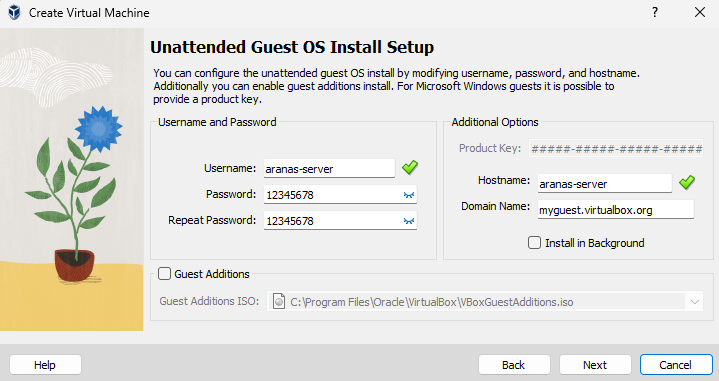 Create Virtual Machine
Unattended Guest OS Install Setup
You can configure the unattended guest OS install by modifying username, password, and hostname.
Additionally you can enable guest additions install. For Microsoft Windows guests it is possible to
provide a product key.
Username and Password
Username: aranas-server
Password: 12345678
Repeat Password: 12345678
Additional Options
Product Key: #####-#####-#####-#####
Hostname: aranas-server
Domain Name: myguest.virtualbox.org
Install in Background
Guest Additions
Guest Additions ISO: C:\Program Files\Oracle\VirtualBox\VBoxGuestAdditions.iso
Help Back Next Cancel